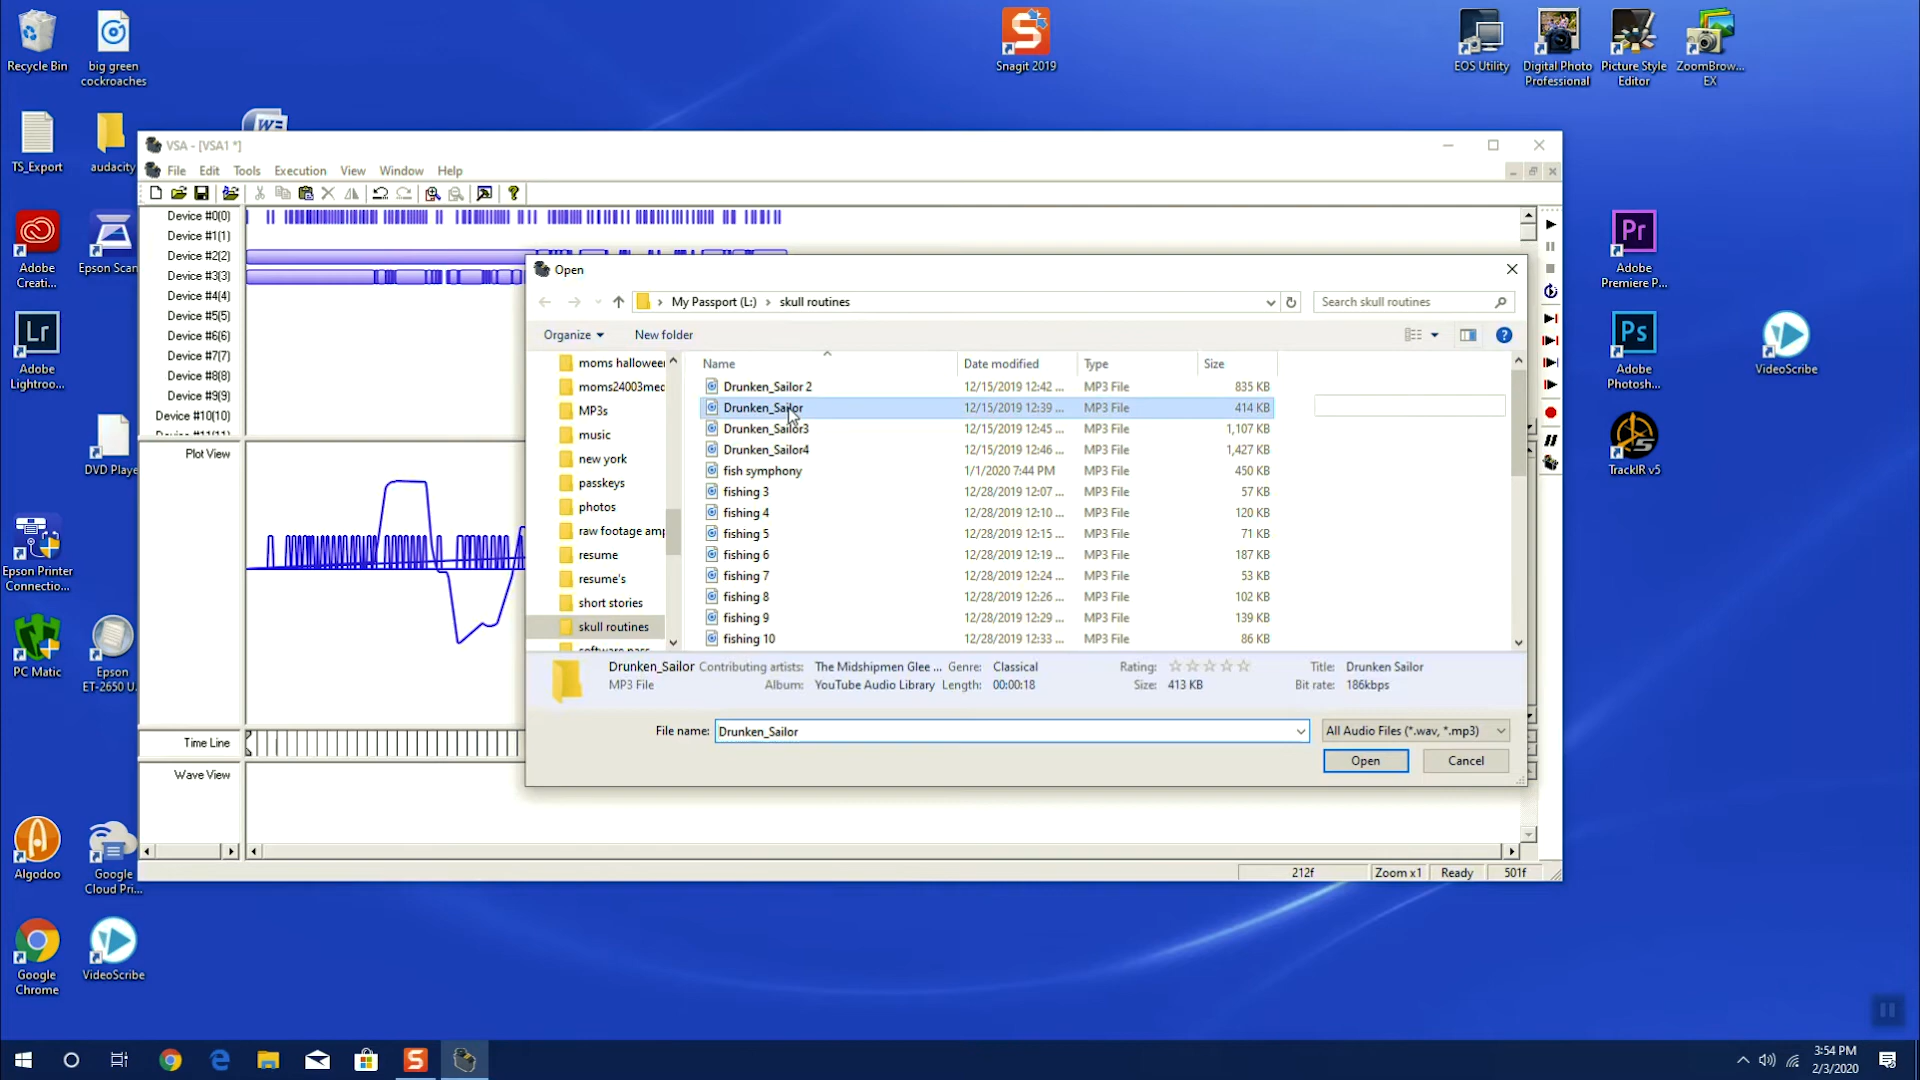 Recycle Bin
big green
cockroaches
Snagit 2019
EOS Utility
Digital Photo
Professional
Picture Style
Editor
ZoomBrow...
EX
TS_Export
audacity
VSA - [VSA1 *]
File Edit Tools Execution View Window Help
Device #0(0)
Device #1(1)
Device #2(2)
Device #3(3)
Device #4(4)
Device #5(5)
Device #6(6)
Device #7(7)
Device #8(8)
Device #9(9)
Device #10(10)
Device #11(11)
Plot View
Time Line
Wave View
212f Zoom x1 Ready 501f
Open
My Passport (L:) > skull routines
Search skull routines
Organize New folder
moms hallowee
moms24003med
MP3s
music
new york
passkeys
photos
raw footage amp
resume
resume's
short stories
skull routines
software pass
Name Date modified Type Size
Drunken_Sailor 2 12/15/2019 12:42 ... MP3 File 835 KB
Drunken_Sailor 12/15/2019 12:39 ... MP3 File 414 KB
Drunken_Sailor3 12/15/2019 12:45 ... MP3 File 1,107 KB
Drunken_Sailor4 12/15/2019 12:46 ... MP3 File 1,427 KB
fish symphony 1/1/2020 7:44 PM MP3 File 450 KB
fishing 3 12/28/2019 12:07 ... MP3 File 57 KB
fishing 4 12/28/2019 12:10 ... MP3 File 120 KB
fishing 5 12/28/2019 12:15 ... MP3 File 71 KB
fishing 6 12/28/2019 12:19 ... MP3 File 187 KB
fishing 7 12/28/2019 12:24 ... MP3 File 53 KB
fishing 8 12/28/2019 12:26 ... MP3 File 102 KB
fishing 9 12/28/2019 12:29 ... MP3 File 139 KB
fishing 10 12/28/2019 12:33 ... MP3 File 86 KB
Drunken_Sailor Contributing artists: The Midshipmen Glee ... Genre: Classical Rating: Title: Drunken Sailor
MP3 File Album: YouTube Audio Library Length: 00:00:18 Size: 413 KB Bit rate: 186kbps
File name: Drunken_Sailor All Audio Files (*.wav, *.mp3)
Open Cancel
Adobe
Creati...
Epson Scan
Lr
Adobe
Lightroo...
DVD Playe
Epson Printer
Connectio...
PC Matic
Epson
ET-2650 U...
Algodoo
Google
Cloud Pri...
Google
Chrome
VideoScribe
Pr
Adobe
Premiere P...
Ps
Adobe
Photosh...
VideoScribe
TrackIR v5
3:54 PM
2/3/2020